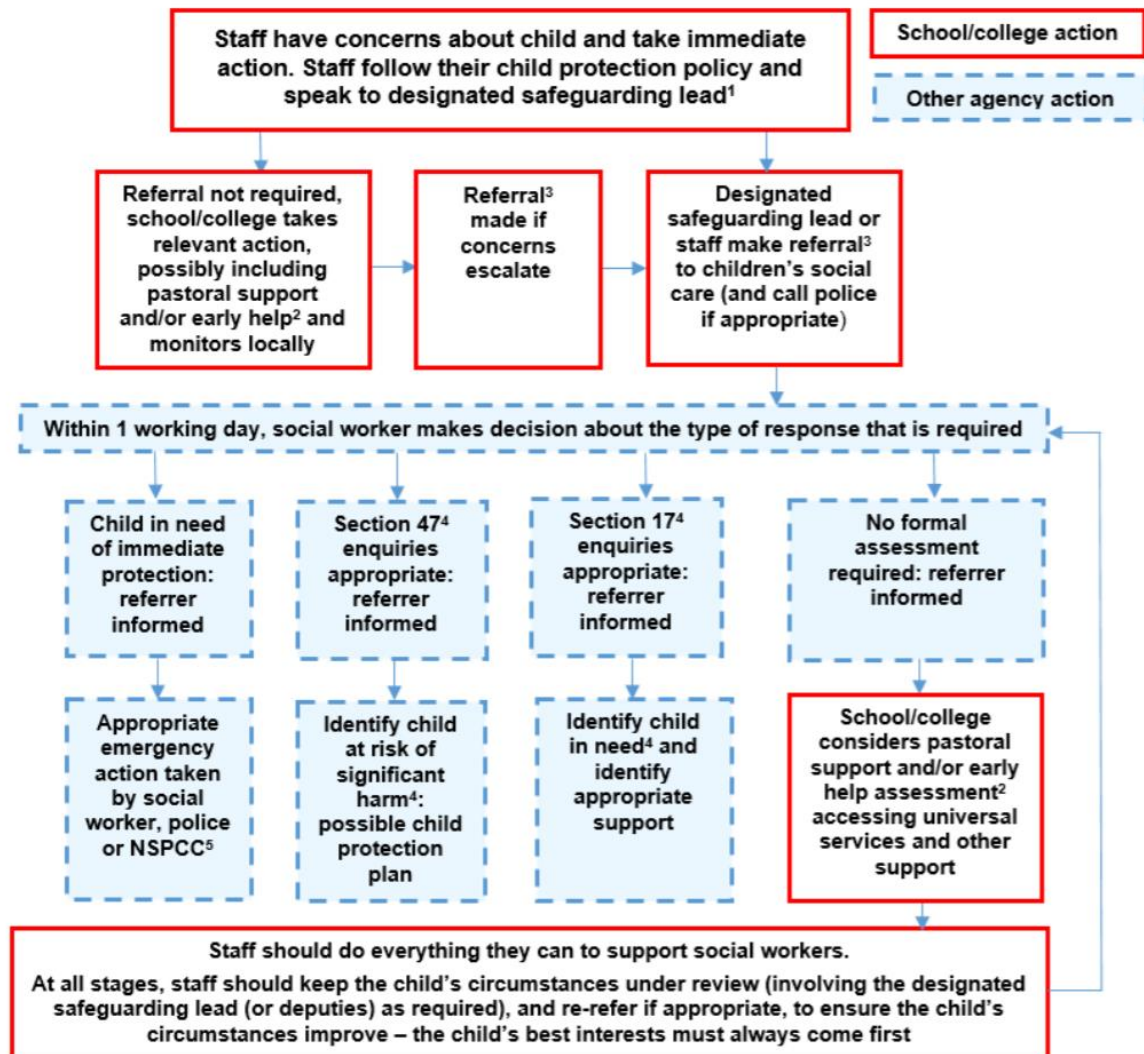 Staff have concerns about child and take immediate
action. Staff follow their child protection policy and
speak to designated safeguarding lead¹
School/college action
Other agency action
Referral not required,
school/college takes
relevant action,
possibly including
pastoral support
and/or early help² and
monitors locally
Referral³
made if
concerns
escalate
Designated
safeguarding lead or
staff make referral³
to children’s social
care (and call police
if appropriate)
Within 1 working day, social worker makes decision about the type of response that is required
Child in need
of immediate
protection:
referrer
informed
Section 47⁴
enquiries
appropriate:
referrer
informed
Section 17⁴
enquiries
appropriate:
referrer
informed
No formal
assessment
required: referrer
informed
Appropriate
emergency
action taken
by social
worker, police
or NSPCC⁵
Identify child
at risk of
significant
harm⁴:
possible child
protection
plan
Identify child
in need⁴ and
identify
appropriate
support
School/college
considers pastoral
support and/or early
help assessment²
accessing universal
services and other
support
Staff should do everything they can to support social workers.
At all stages, staff should keep the child’s circumstances under review (involving the designated
safeguarding lead (or deputies) as required), and re-refer if appropriate, to ensure the child’s
circumstances improve – the child’s best interests must always come first